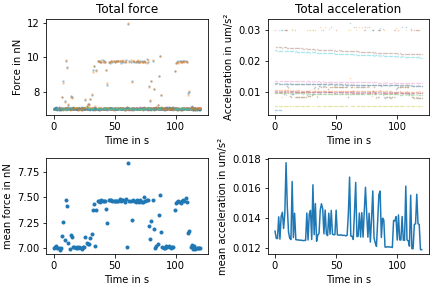 Total force
Total acceleration
12
10
8
Force in nN
0 50 100
Time in s
0.03
0.02
0.01
Acceleration in um/s²
0 50 100
Time in s
7.75
7.50
7.25
7.00
mean force in nN
0 50 100
Time in s
0.018
0.016
0.014
0.012
mean acceleration in um/s²
0 50 100
Time in s